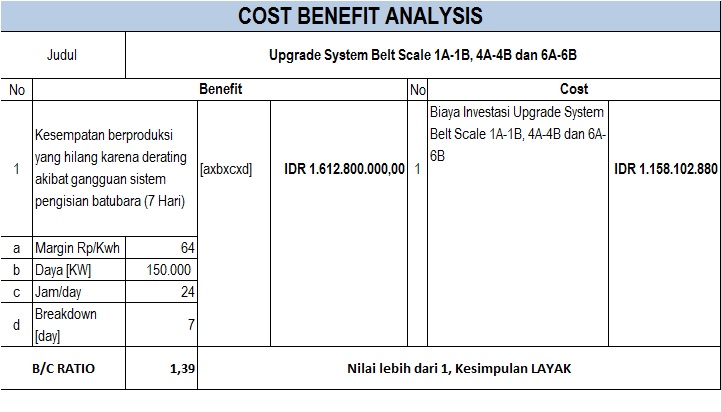 COST BENEFIT ANALYSIS
Judul
Upgrade System Belt Scale 1A-1B, 4A-4B dan 6A-6B
No
Benefit
No
Cost
1
Kesempatan berproduksi
yang hilang karena derating
akibat gangguan sistem
pengisian batubara (7 Hari)
[axbxcxd]
IDR 1.612.800.000,00
1
Biaya Investasi Upgrade System
Belt Scale 1A-1B, 4A-4B dan 6A-
6B
IDR 1.158.102.880
a Margin Rp/Kwh 64
b Daya [KW] 150.000
c Jam/day 24
d Breakdown
[day] 7
B/C RATIO 1,39 Nilai lebih dari 1, Kesimpulan LAYAK